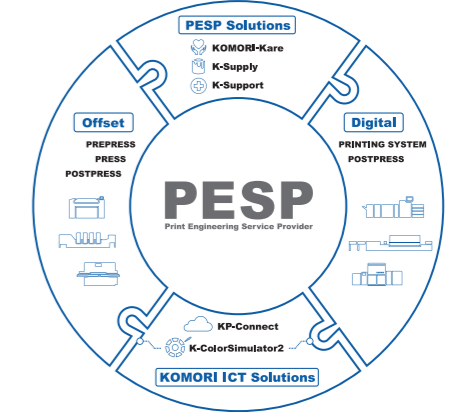 PESP Solutions
KOMORI-Kare
K-Supply
K-Support
Offset
PREPRESS
PRESS
POSTPRESS
Digital
PRINTING SYSTEM
POSTPRESS
PESP
Print Engineering Service Provider
KP-Connect
K-ColorSimulator2
KOMORI ICT Solutions